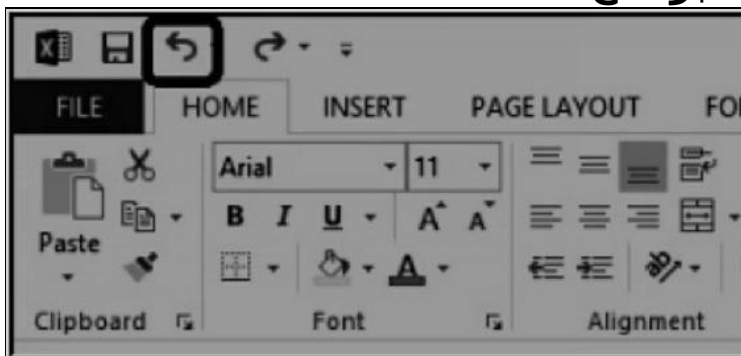 FILE HOME INSERT PAGE LAYOUT
Arial 11
B I U A A
Paste
Clipboard Font Alignment